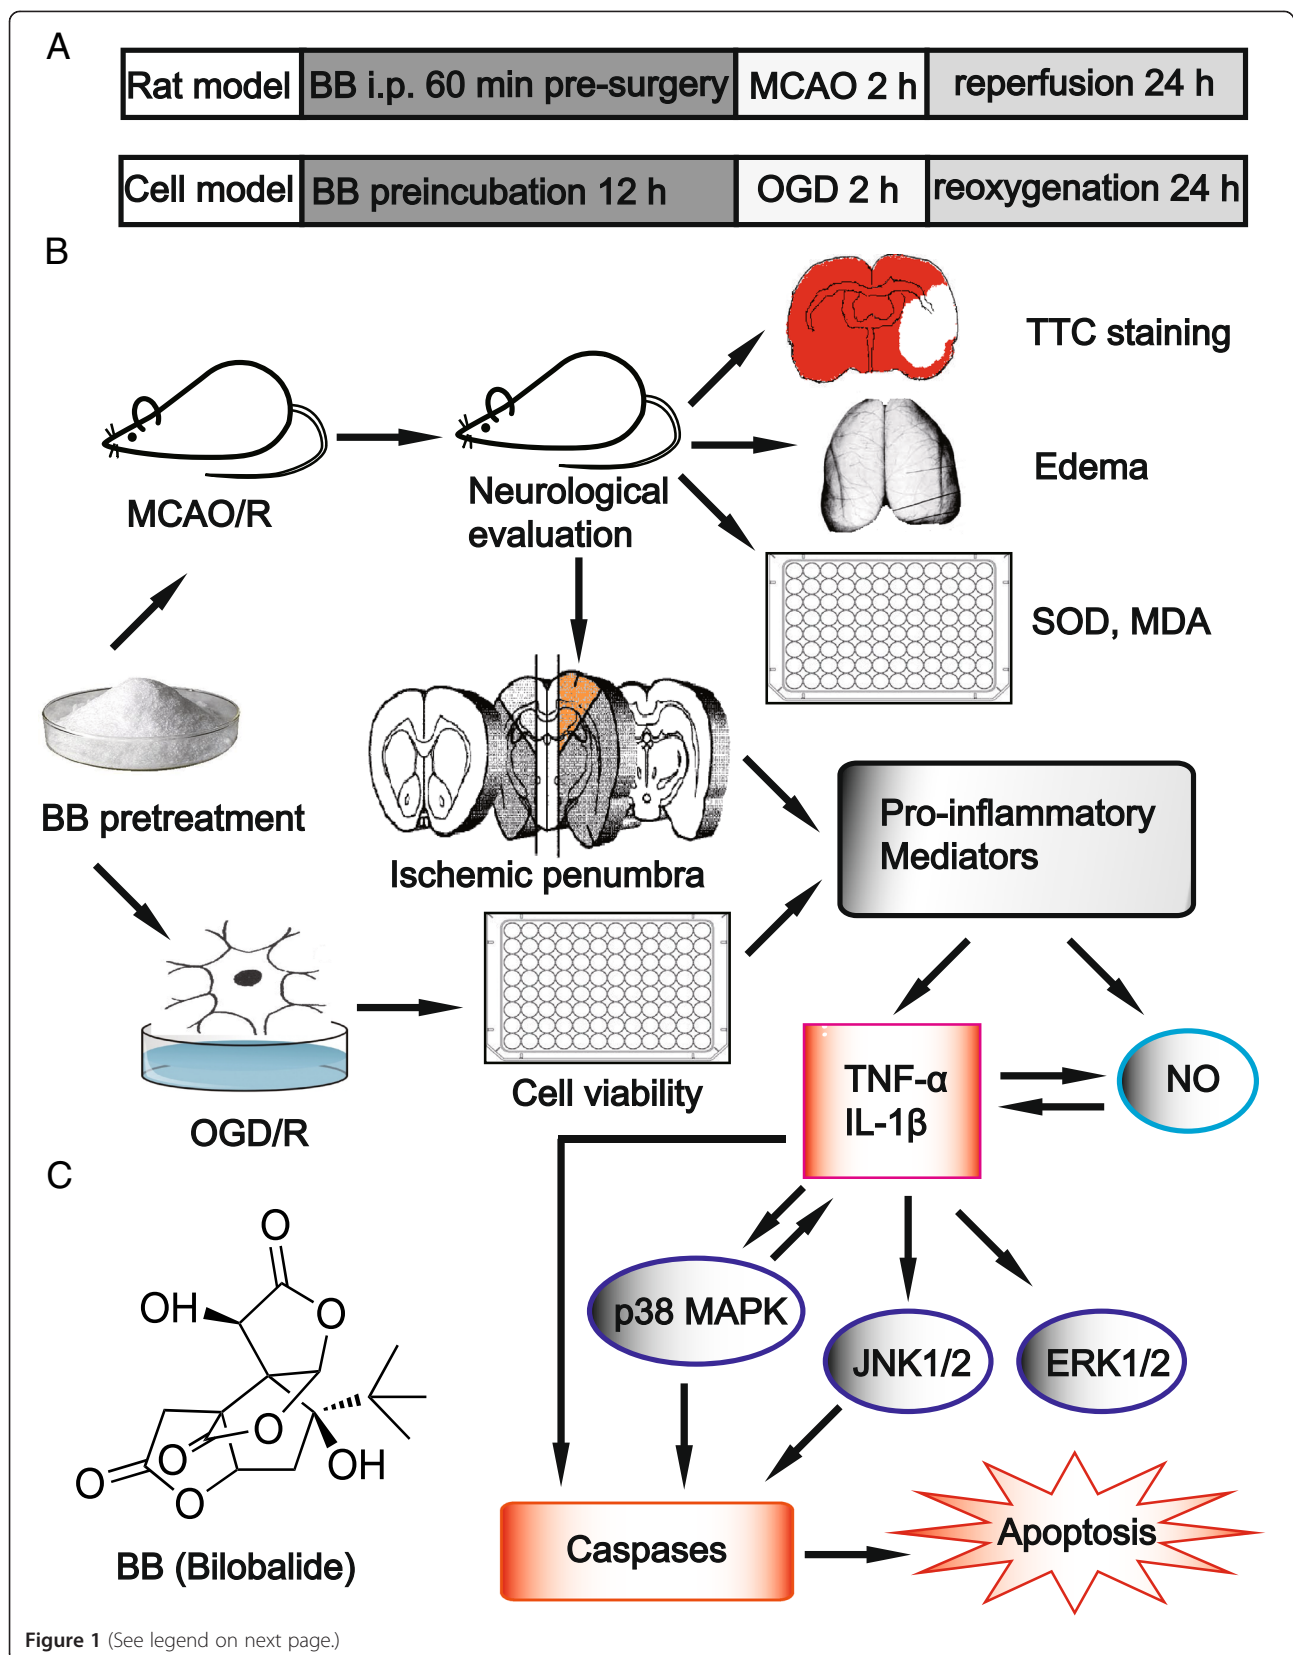 A
Rat model BB i.p. 60 min pre-surgery MCAO 2 h reperfusion 24 h
Cell model BB preincubation 12 h OGD 2 h reoxygenation 24 h
B
TTC staining
Edema
MCAO/R
Neurological
evaluation
SOD, MDA
BB pretreatment
Ischemic penumbra
Pro-inflammatory
Mediators
OGD/R
Cell viability
TNF-α
IL-1β
NO
p38 MAPK
JNK1/2
ERK1/2
Caspases
Apoptosis
C
O
OH
O
O
O
O
O
OH
BB (Bilobalide)
Figure 1 (See legend on next page.)